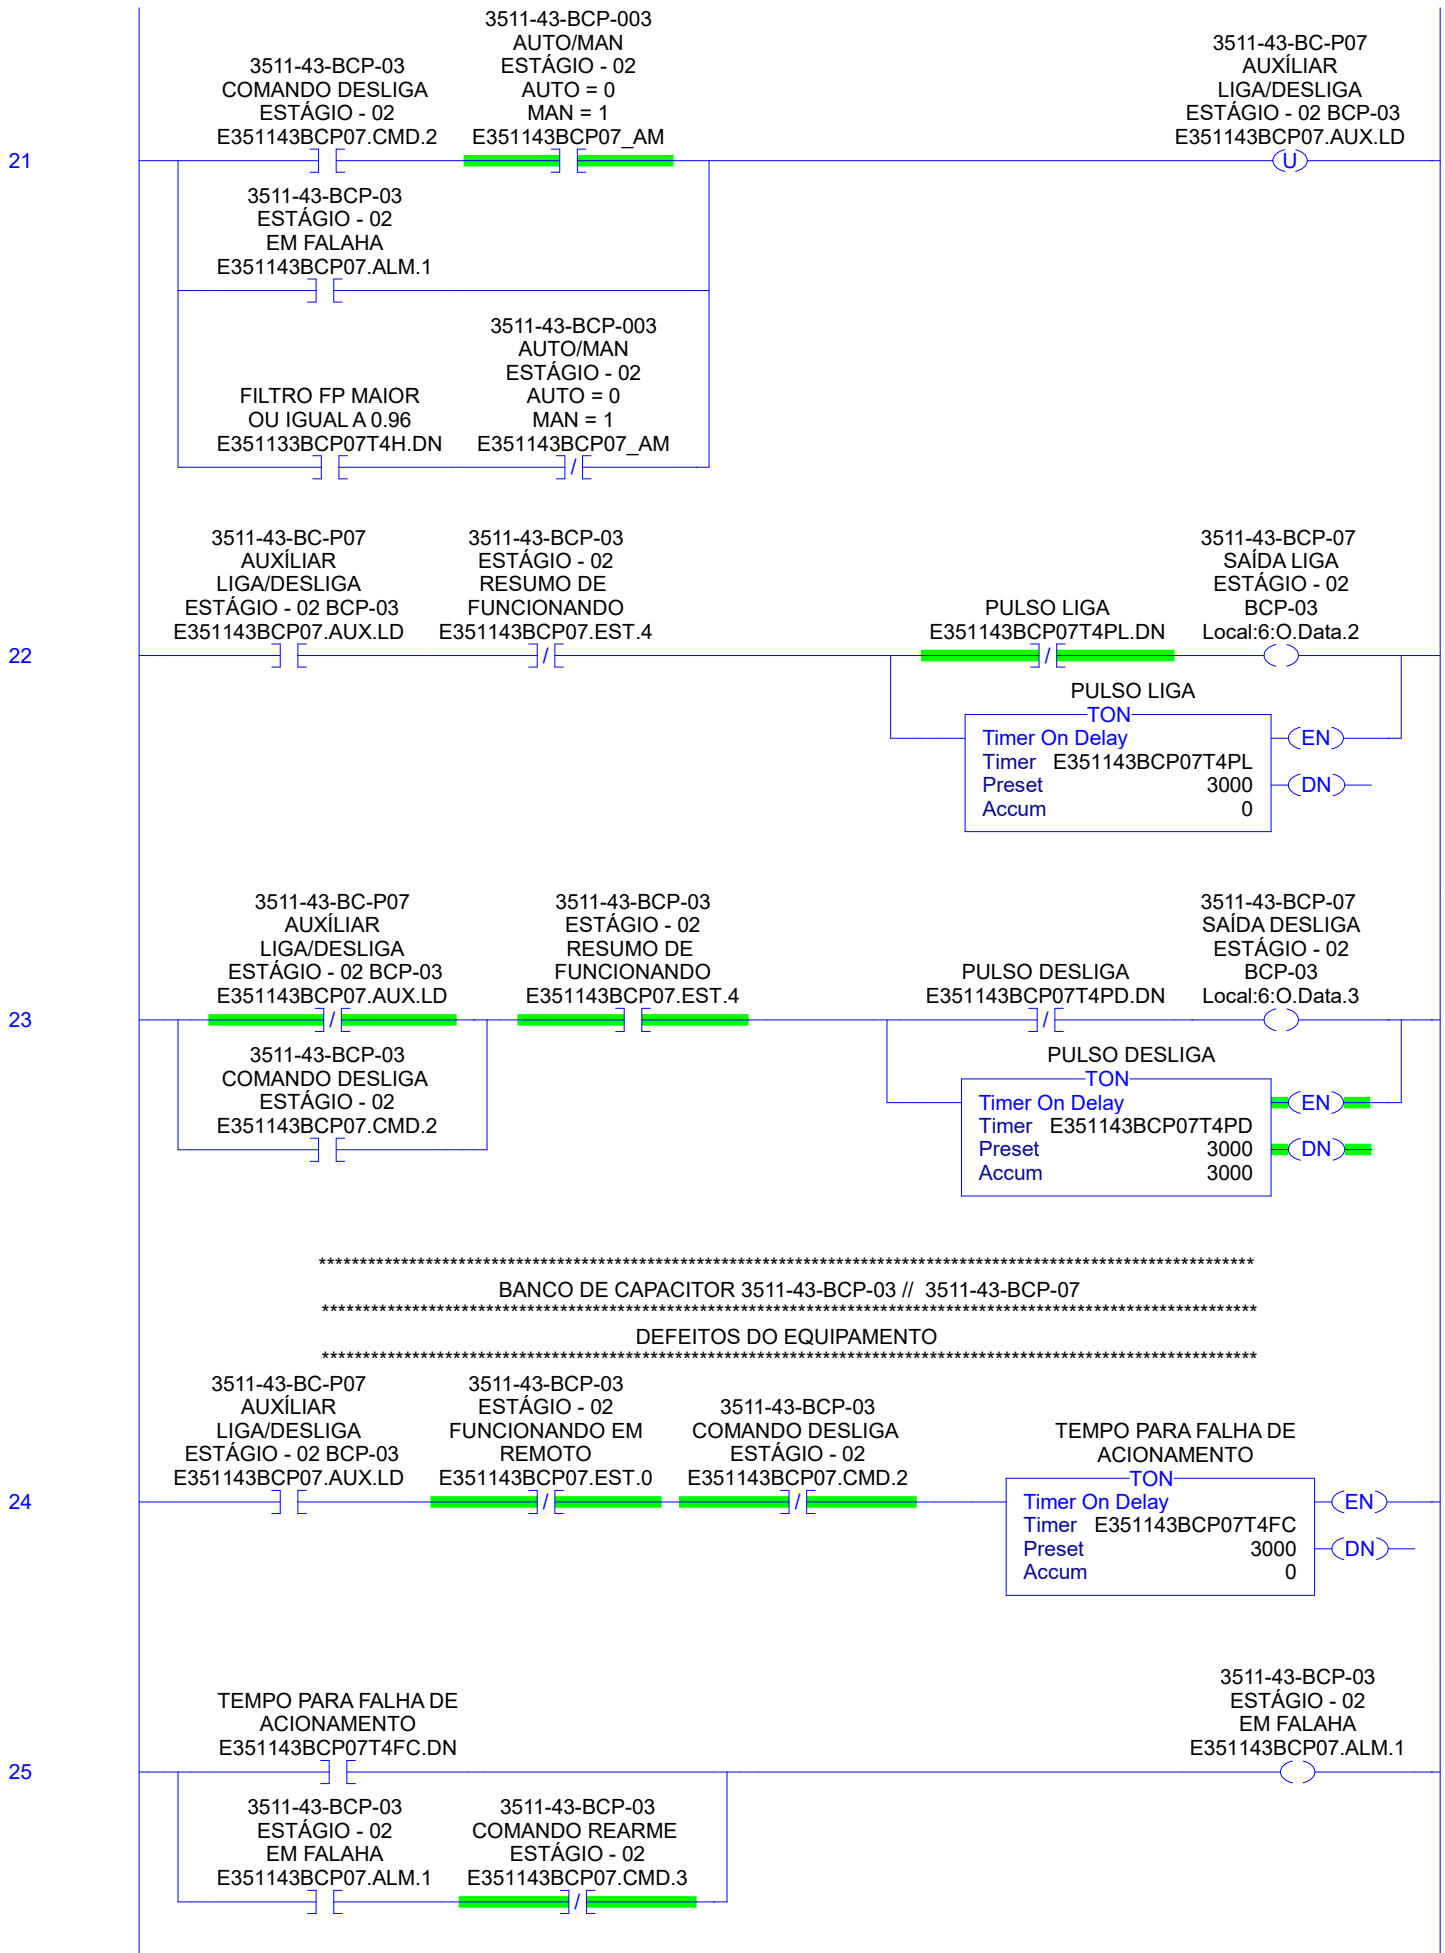 3511-43-BCP-003
AUTO/MAN
ESTÁGIO - 02
AUTO = 0
MAN = 1
E351143BCP07_AM
3511-43-BCP-03
COMANDO DESLIGA
ESTÁGIO - 02
E351143BCP07.CMD.2
3511-43-BC-P07
AUXÍLIAR
LIGA/DESLIGA
ESTÁGIO - 02 BCP-03
E351143BCP07.AUX.LD
21
U
3511-43-BCP-03
ESTÁGIO - 02
EM FALAHA
E351143BCP07.ALM.1
FILTRO FP MAIOR
OU IGUAL A 0.96
E351133BCP07T4H.DN
3511-43-BCP-003
AUTO/MAN
ESTÁGIO - 02
AUTO = 0
MAN = 1
E351143BCP07_AM
3511-43-BC-P07
AUXÍLIAR
LIGA/DESLIGA
ESTÁGIO - 02 BCP-03
E351143BCP07.AUX.LD
3511-43-BCP-03
ESTÁGIO - 02
RESUMO DE
FUNCIONANDO
E351143BCP07.EST.4
PULSO LIGA
E351143BCP07T4PL.DN
3511-43-BCP-07
SAÍDA LIGA
ESTÁGIO - 02
BCP-03
Local:6:O.Data.2
22
PULSO LIGA
TON
Timer On Delay
Timer E351143BCP07T4PL
Preset 3000
Accum 0
EN
DN
3511-43-BC-P07
AUXÍLIAR
LIGA/DESLIGA
ESTÁGIO - 02 BCP-03
E351143BCP07.AUX.LD
3511-43-BCP-03
ESTÁGIO - 02
RESUMO DE
FUNCIONANDO
E351143BCP07.EST.4
PULSO DESLIGA
E351143BCP07T4PD.DN
3511-43-BCP-07
SAÍDA DESLIGA
ESTÁGIO - 02
BCP-03
Local:6:O.Data.3
23
3511-43-BCP-03
COMANDO DESLIGA
ESTÁGIO - 02
E351143BCP07.CMD.2
PULSO DESLIGA
TON
Timer On Delay
Timer E351143BCP07T4PD
Preset 3000
Accum 3000
EN
DN
******************************************************************************************************************
BANCO DE CAPACITOR 3511-43-BCP-03 // 3511-43-BCP-07
******************************************************************************************************************
DEFEITOS DO EQUIPAMENTO
******************************************************************************************************************
3511-43-BC-P07
AUXÍLIAR
LIGA/DESLIGA
ESTÁGIO - 02 BCP-03
E351143BCP07.AUX.LD
3511-43-BCP-03
ESTÁGIO - 02
FUNCIONANDO EM
REMOTO
E351143BCP07.EST.0
3511-43-BCP-03
COMANDO DESLIGA
ESTÁGIO - 02
E351143BCP07.CMD.2
TEMPO PARA FALHA DE
ACIONAMENTO
TON
Timer On Delay
Timer E351143BCP07T4FC
Preset 3000
Accum 0
EN
DN
24
TEMPO PARA FALHA DE
ACIONAMENTO
E351143BCP07T4FC.DN
3511-43-BCP-03
ESTÁGIO - 02
EM FALAHA
E351143BCP07.ALM.1
25
3511-43-BCP-03
ESTÁGIO - 02
EM FALAHA
E351143BCP07.ALM.1
3511-43-BCP-03
COMANDO REARME
ESTÁGIO - 02
E351143BCP07.CMD.3